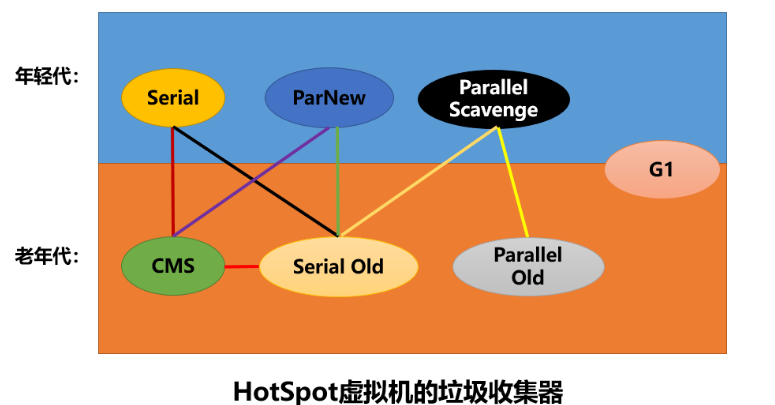 年轻代：
Serial
ParNew
Parallel
Scavenge
G1
老年代：
CMS
Serial Old
Parallel
Old
HotSpot虚拟机的垃圾收集器